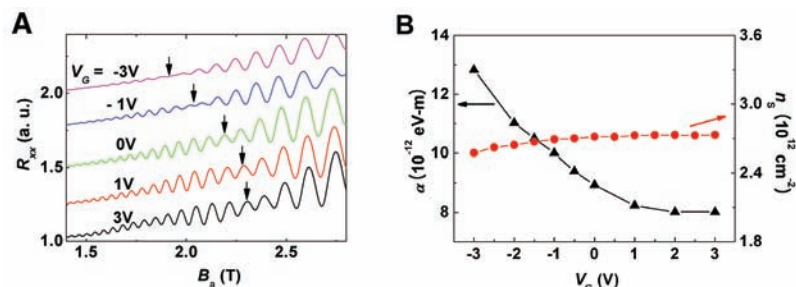 A
R_xx (a. u.)
2.0
1.5
1.0
V_G = -3V
- 1V
0V
1V
3V
1.5
2.0
2.5
B_a (T)
B
α (10^-12 eV-m)
14
12
10
8
3.6
3.0
2.4
1.8
n_s (10^12 cm^-2)
-3 -2 -1 0 1 2 3
V_G (V)